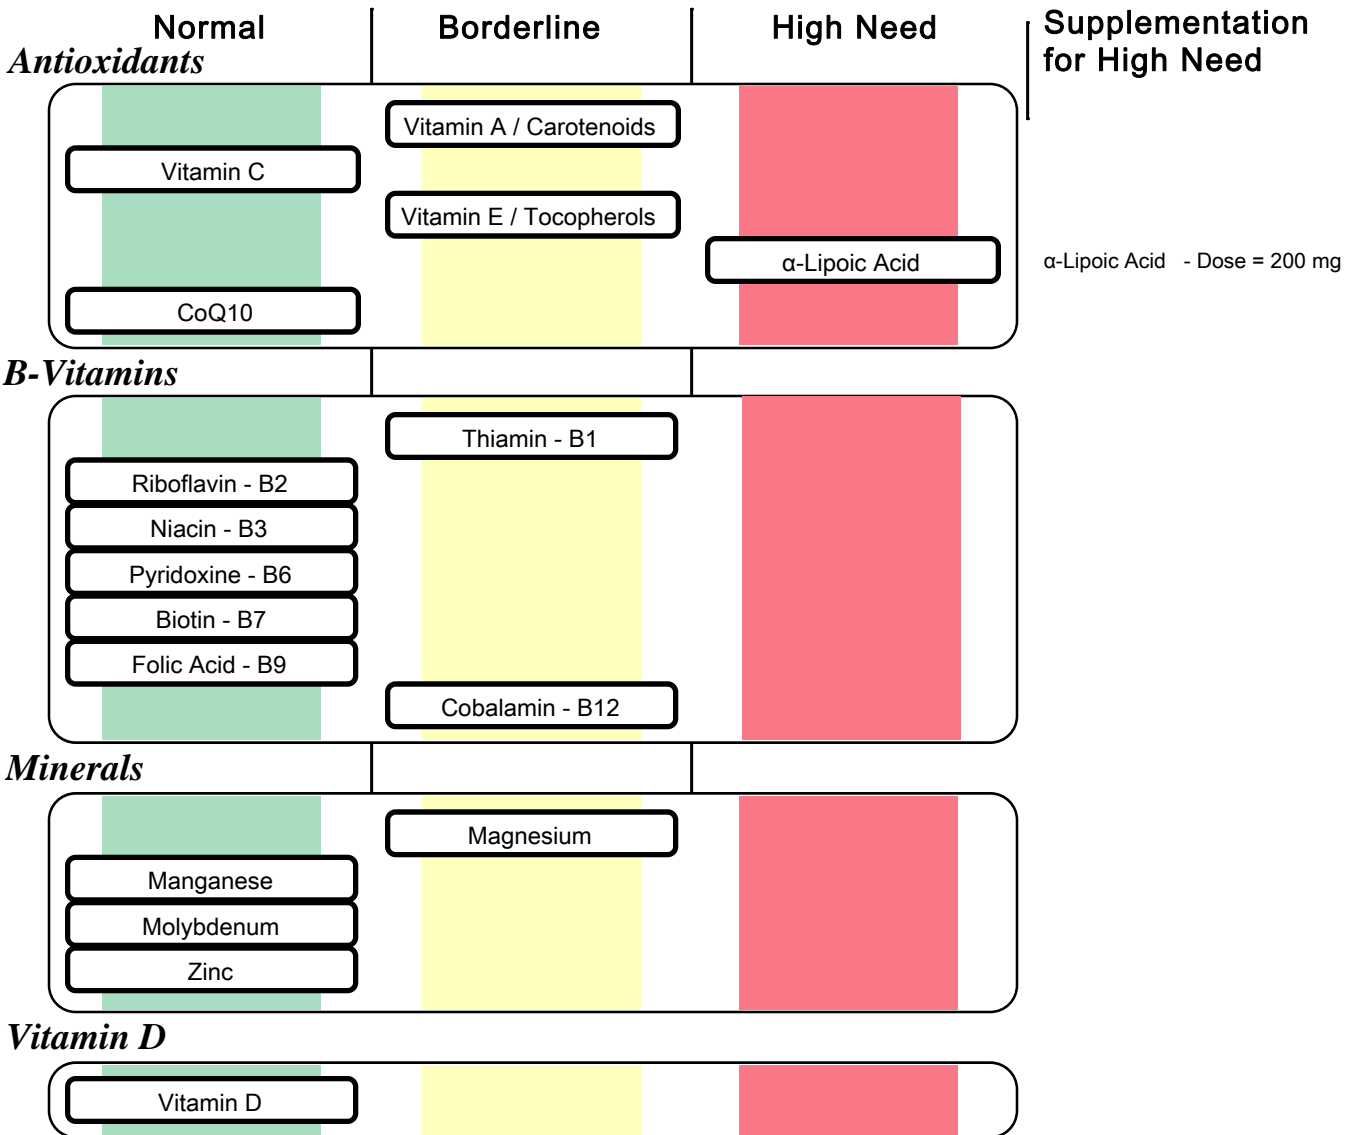 Normal Borderline High Need Supplementation
for High Need
Antioxidants
Vitamin A / Carotenoids
Vitamin C
Vitamin E / Tocopherols
α-Lipoic Acid α-Lipoic Acid - Dose = 200 mg
CoQ10
B-Vitamins
Thiamin - B1
Riboflavin - B2
Niacin - B3
Pyridoxine - B6
Biotin - B7
Folic Acid - B9
Cobalamin - B12
Minerals
Magnesium
Manganese
Molybdenum
Zinc
Vitamin D
Vitamin D